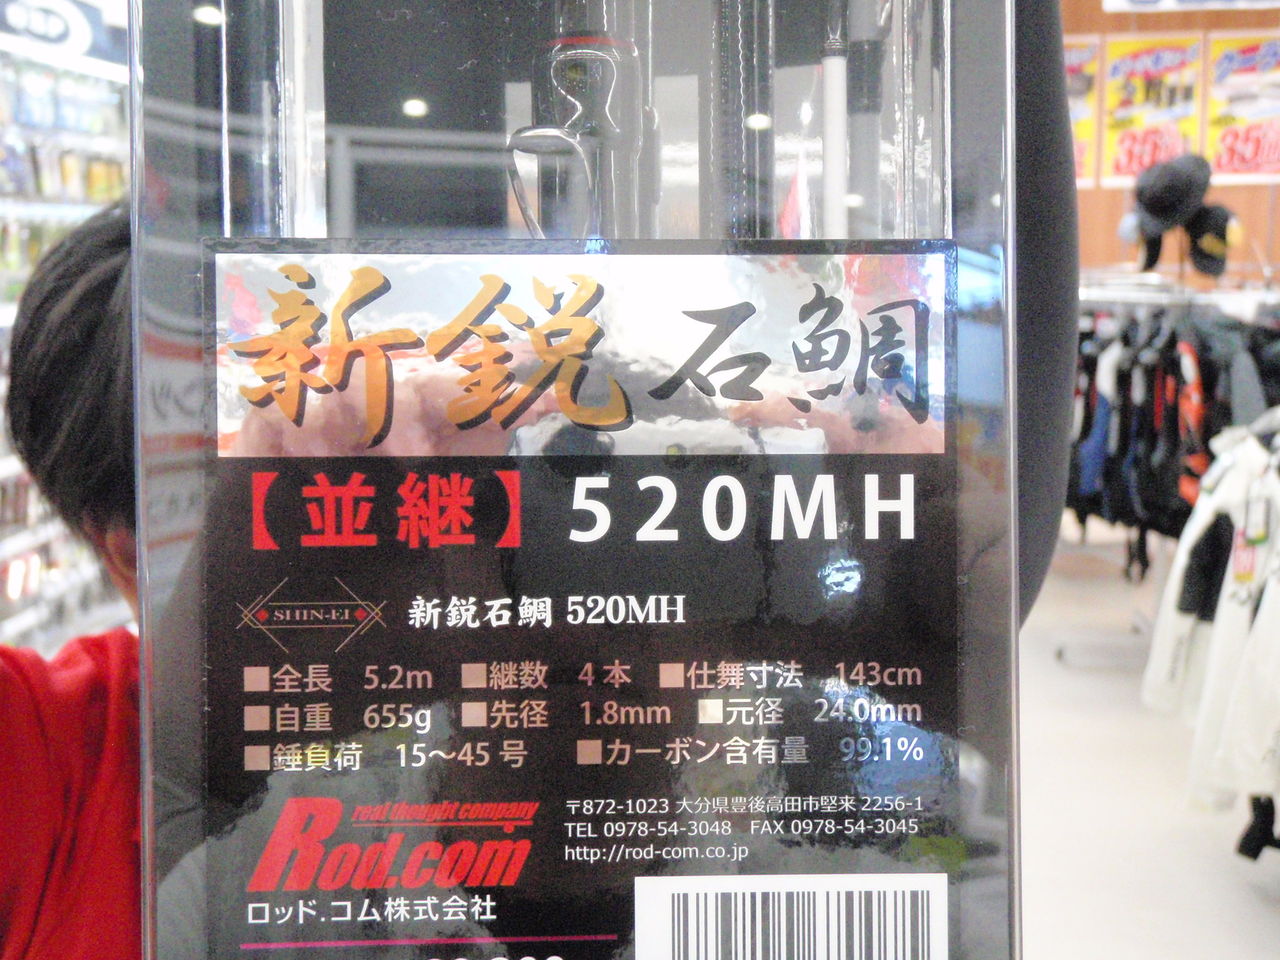 新鋭 石鯛
【並継】 520MH
SHIN-EI 新鋭石鯛 520MH
■全長 5.2m ■継数 4本 ■仕舞寸法 143cm
■自重 655g ■先径 1.8mm ■元径 24.0mm
■錘負荷 15～45号 ■カーボン含有量 99.1%
real thought company
Rod.com
ロッド.コム株式会社
〒872-1023 大分県豊後高田市堅来 2256-1
TEL 0978-54-3048 FAX 0978-54-3045
http://rod-com.co.jp